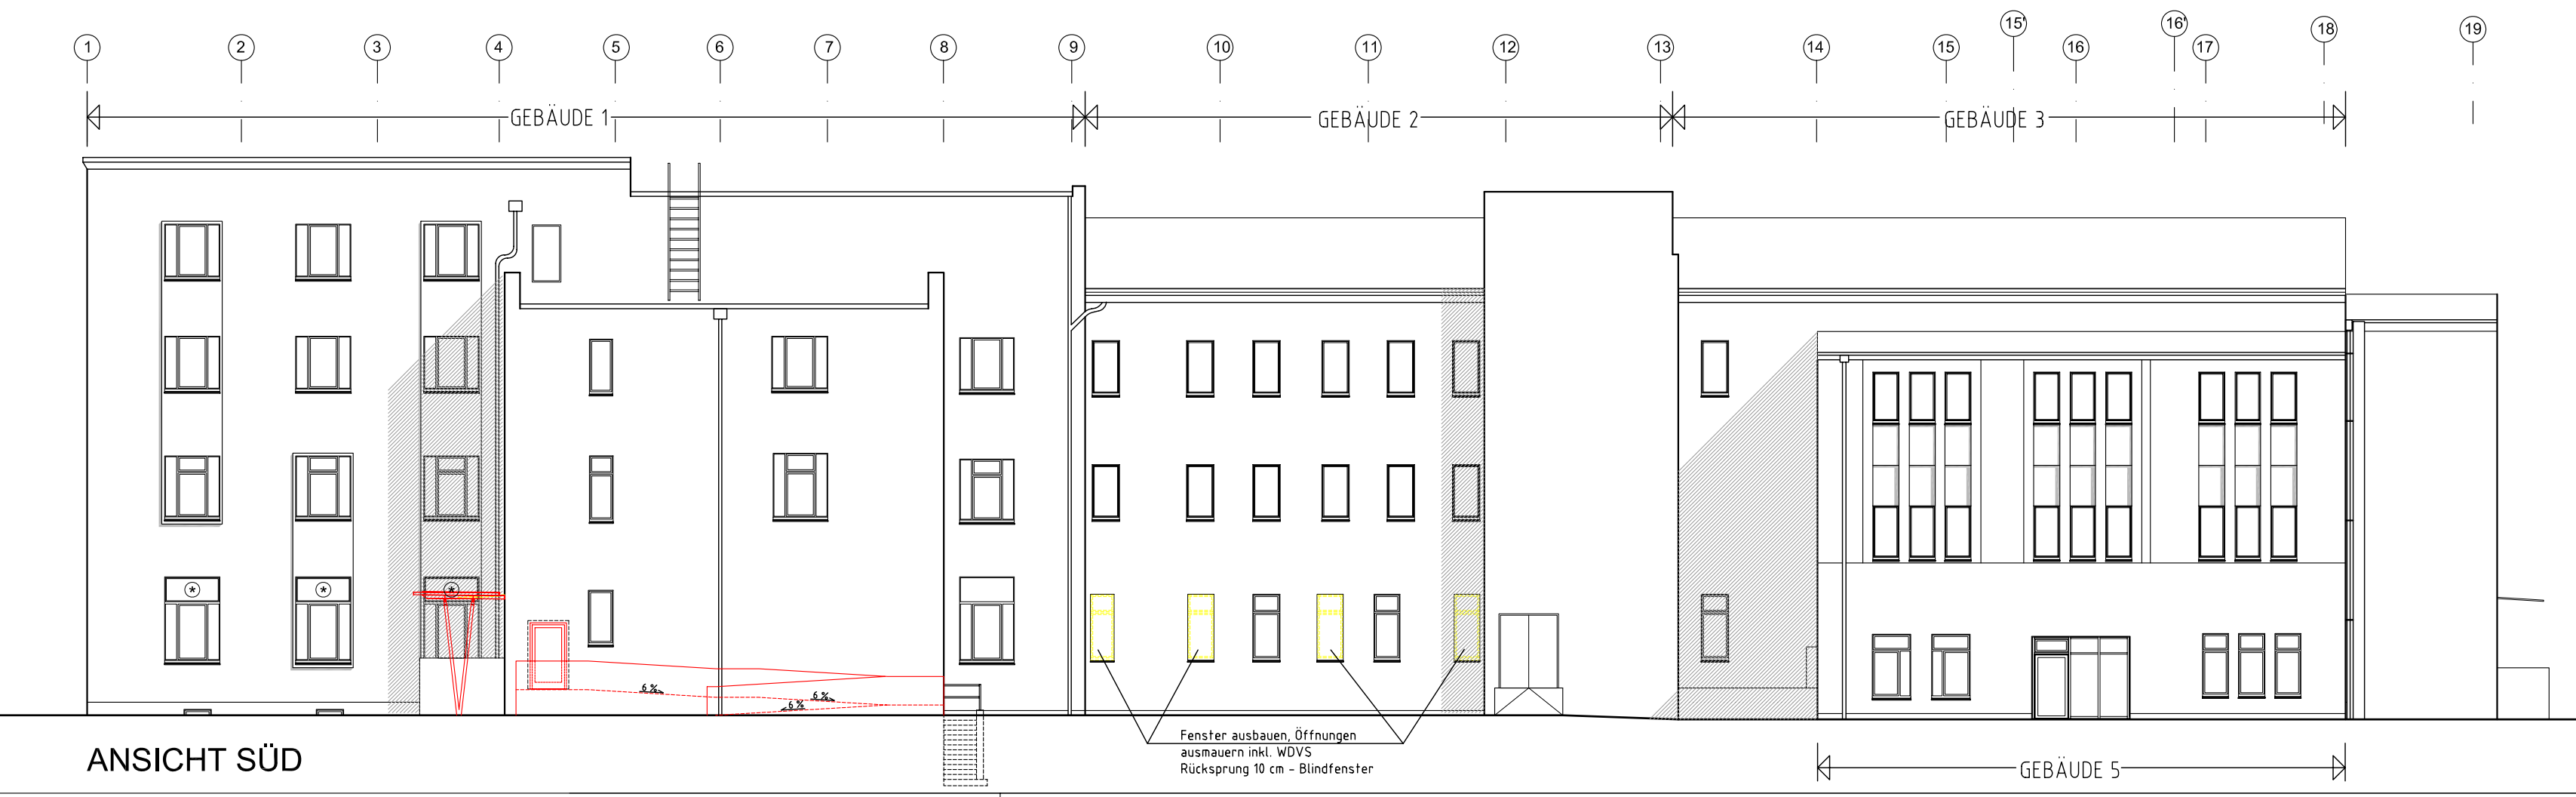 1 2 3 4 5 6 7 8 9 10 11 12 13 14 15 15' 16 16' 17 18 19
GEBÄUDE 1 GEBÄUDE 2 GEBÄUDE 3
* * *
6 %
6 %
6 %
Fenster ausbauen, Öffnungen
ausmauern inkl. WDVS
Rücksprung 10 cm - Blindfenster
ANSICHT SÜD
GEBÄUDE 5